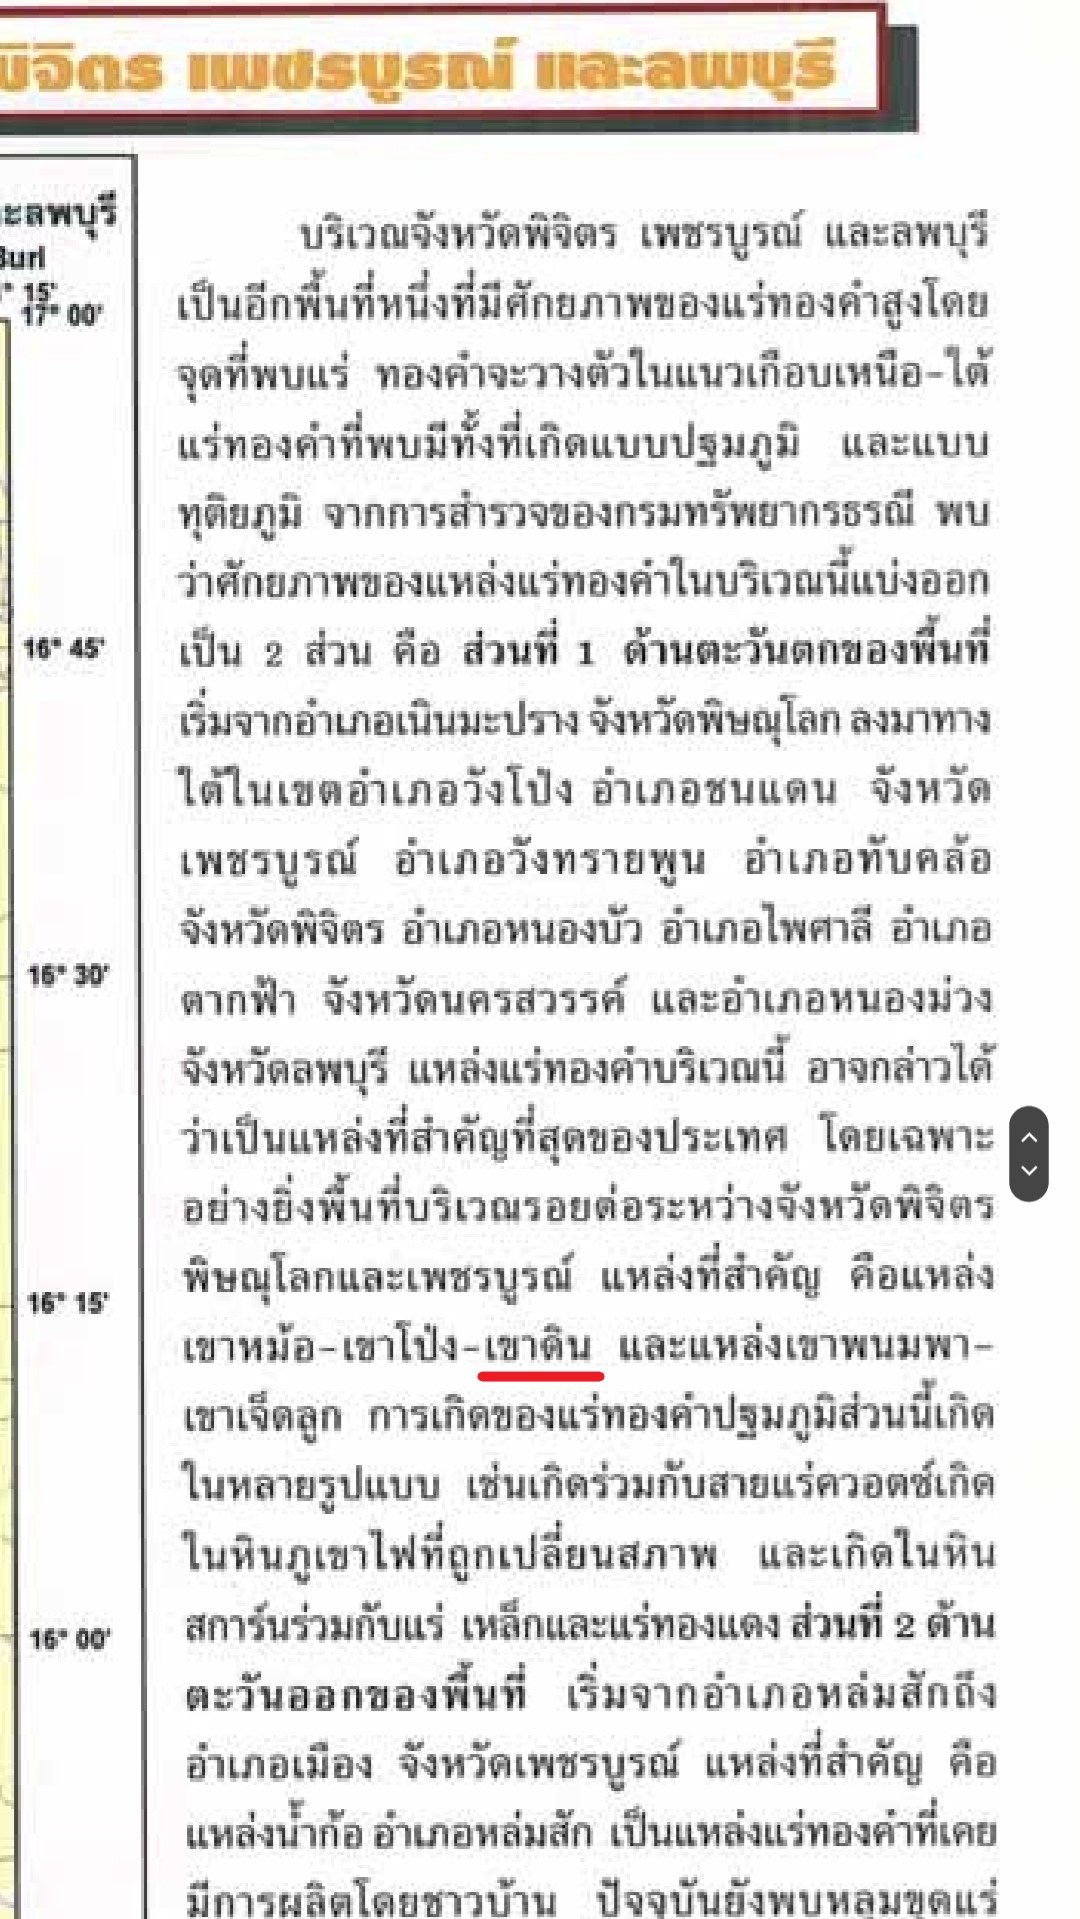 พิจิตร เพชรบูรณ์ และลพบุรี
ะลพบุรี
Buri
° 15'
17° 00'
บริเวณจังหวัดพิจิตร เพชรบูรณ์ และลพบุรี
เป็นอีกพื้นที่หนึ่งที่มีศักยภาพของแร่ทองคำสูงโดย
จุดที่พบแร่ ทองคำจะวางตัวในแนวเกือบเหนือ-ใต้
แร่ทองคำที่พบมีทั้งที่เกิดแบบปฐมภูมิ และแบบ
ทุติยภูมิ จากการสำรวจของกรมทรัพยากรธรณี พบ
ว่าศักยภาพของแหล่งแร่ทองคำในบริเวณนี้แบ่งออก
เป็น 2 ส่วน คือ ส่วนที่ 1 ด้านตะวันตกของพื้นที่
เริ่มจากอำเภอเนินมะปราง จังหวัดพิษณุโลก ลงมาทาง
ใต้ในเขตอำเภอวังโป่ง อำเภอชนแดน จังหวัด
เพชรบูรณ์ อำเภอวังทรายพูน อำเภอทับคล้อ
จังหวัดพิจิตร อำเภอหนองบัว อำเภอไพศาลี อำเภอ
ตากฟ้า จังหวัดนครสวรรค์ และอำเภอหนองม่วง
จังหวัดลพบุรี แหล่งแร่ทองคำบริเวณนี้ อาจกล่าวได้
ว่าเป็นแหล่งที่สำคัญที่สุดของประเทศ โดยเฉพาะ
อย่างยิ่งพื้นที่บริเวณรอยต่อระหว่างจังหวัดพิจิตร
พิษณุโลกและเพชรบูรณ์ แหล่งที่สำคัญ คือแหล่ง
เขาหม้อ-เขาโป่ง-เขาดิน และแหล่งเขาพนมพา-
เขาเจ็ดลูก การเกิดของแร่ทองคำปฐมภูมิส่วนนี้เกิด
ในหลายรูปแบบ เช่นเกิดร่วมกับสายแร่ควอตซ์เกิด
ในหินภูเขาไฟที่ถูกเปลี่ยนสภาพ และเกิดในหิน
สการ์นร่วมกับแร่ เหล็กและแร่ทองแดง ส่วนที่ 2 ด้าน
ตะวันออกของพื้นที่ เริ่มจากอำเภอหล่มสักถึง
อำเภอเมือง จังหวัดเพชรบูรณ์ แหล่งที่สำคัญ คือ
แหล่งน้ำก้อ อำเภอหล่มสัก เป็นแหล่งแร่ทองคำที่เคย
มีการผลิตโดยชาวบ้าน ปัจจุบันยังพบหลุมขุดแร่
16° 45'
16° 30'
16° 15'
16° 00'